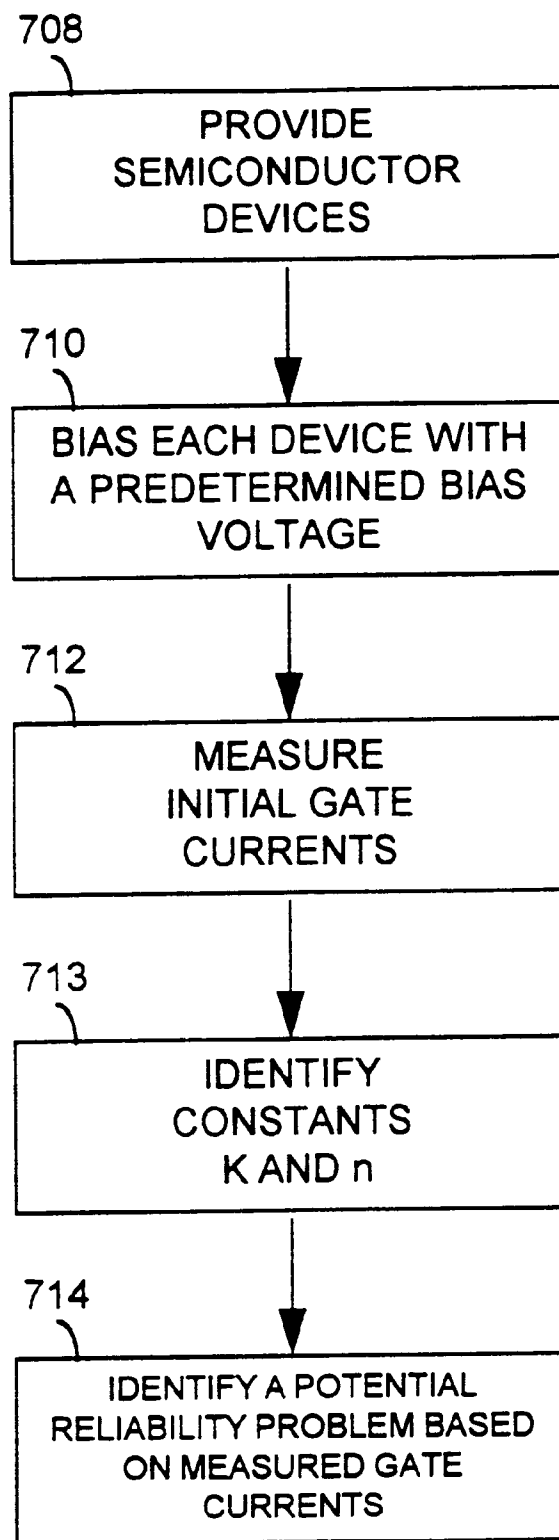 708
PROVIDE
SEMICONDUCTOR
DEVICES
710
BIAS EACH DEVICE WITH
A PREDETERMINED BIAS
VOLTAGE
712
MEASURE
INITIAL GATE
CURRENTS
713
IDENTIFY
CONSTANTS
K AND n
714
IDENTIFY A POTENTIAL
RELIABILITY PROBLEM BASED
ON MEASURED GATE
CURRENTS